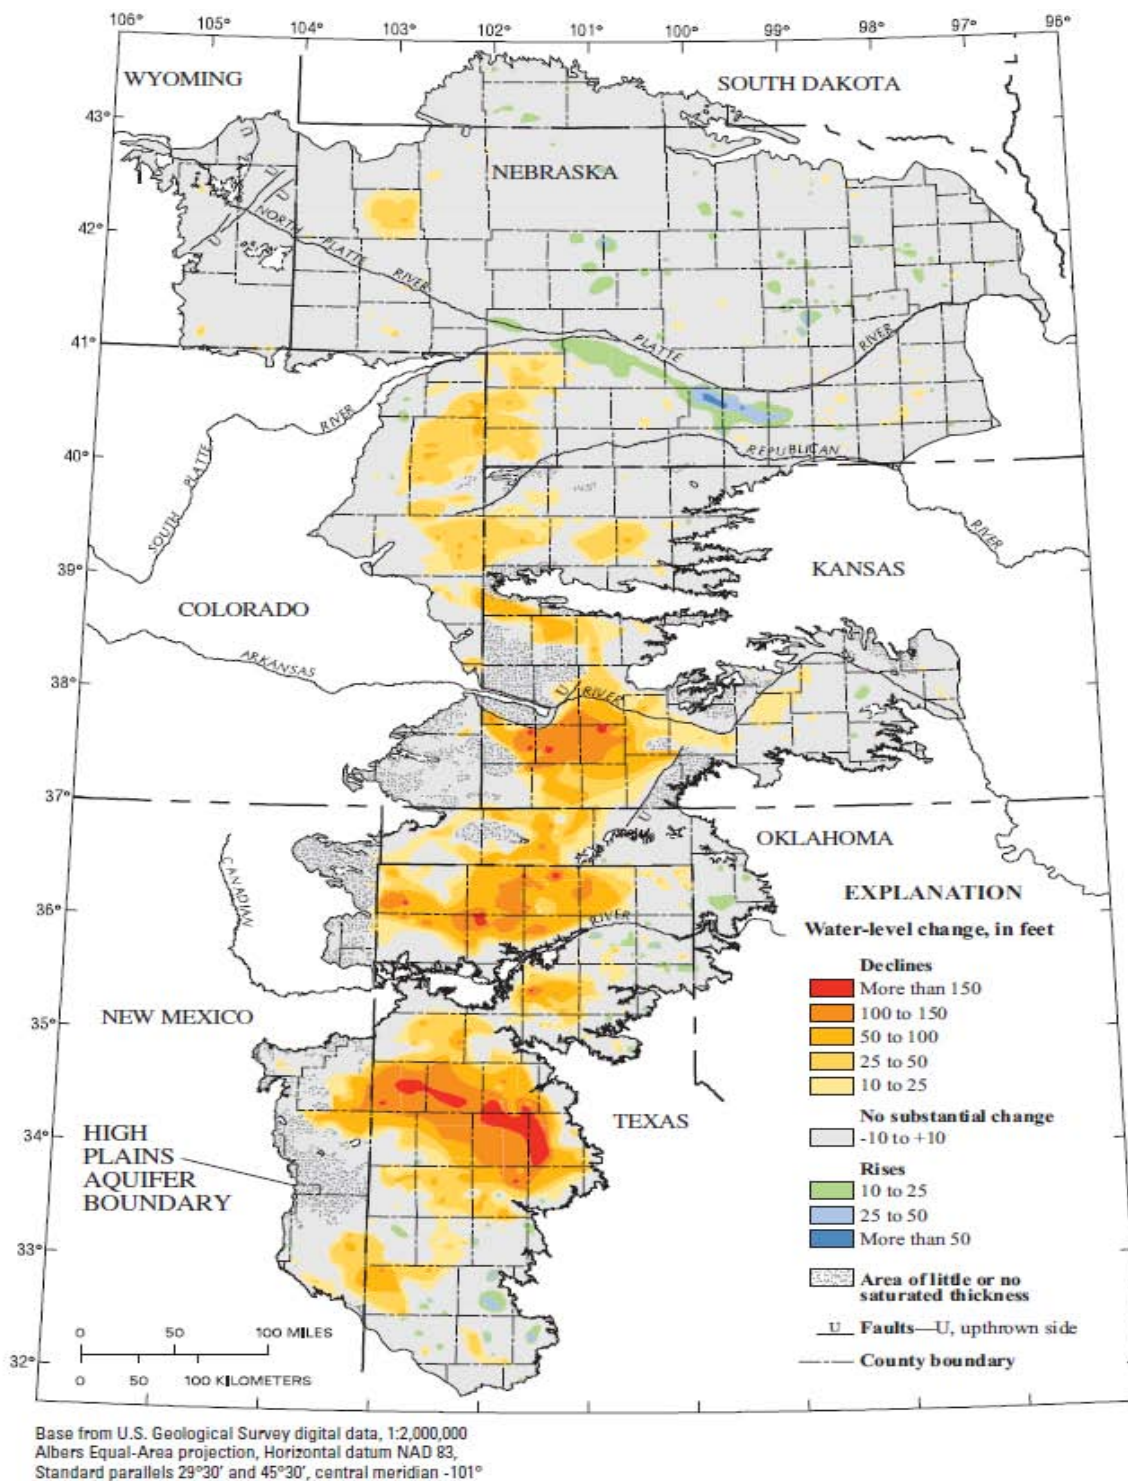 106° 105° 104° 103° 102° 101° 100° 99° 98° 97° 96°
WYOMING
SOUTH DAKOTA
43°
U
NEBRASKA
U
U
U
42°
NORTH PLATTE RIVER
U
41°
PLATTE RIVER
SOUTH PLATTE RIVER
40°
REPUBLICAN RIVER
39°
KANSAS
COLORADO
ARKANSAS RIVER
38°
U
37°
U
OKLAHOMA
CANADIAN RIVER
36°
EXPLANATION
Water-level change, in feet
Declines
More than 150
100 to 150
50 to 100
25 to 50
10 to 25
No substantial change
-10 to +10
Rises
10 to 25
25 to 50
More than 50
Area of little or no
saturated thickness
U Faults—U, upthrown side
County boundary
NEW MEXICO
35°
TEXAS
34°
HIGH
PLAINS
AQUIFER
BOUNDARY
33°
0 50 100 MILES
0 50 100 KILOMETERS
32°
Base from U.S. Geological Survey digital data, 1:2,000,000
Albers Equal-Area projection, Horizontal datum NAD 83,
Standard parallels 29°30' and 45°30', central meridian -101°